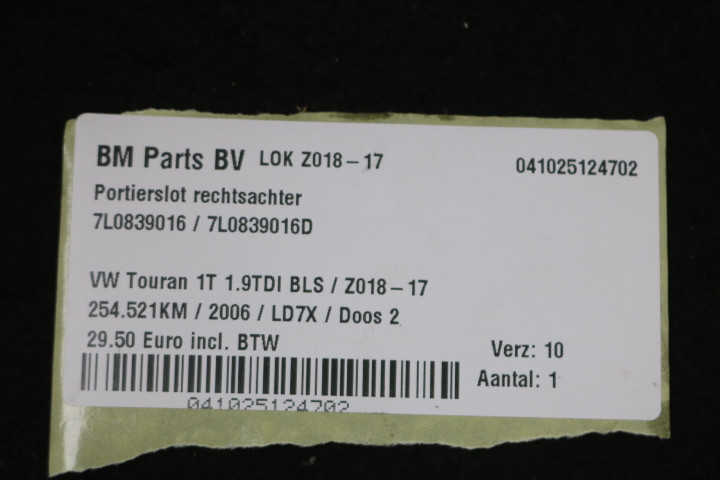 BM Parts BV LOK Z018-17 041025124702
Portierslot rechtsachter
7L0839016 / 7L0839016D
VW Touran 1T 1.9TDI BLS / Z018-17
254.521KM / 2006 / LD7X / Doos 2
29.50 Euro incl. BTW
Verz: 10
Aantal: 1
041025124702